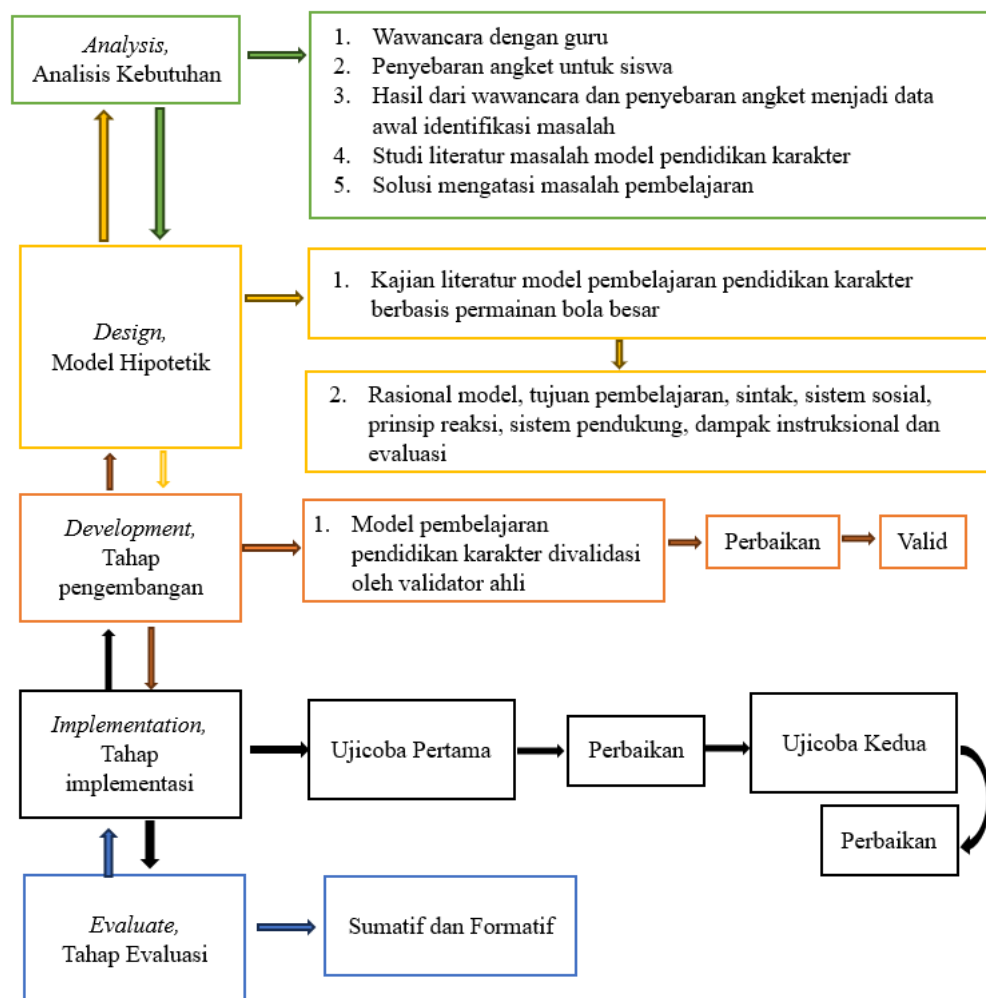 Analysis,
Analisis Kebutuhan
1. Wawancara dengan guru
2. Penyebaran angket untuk siswa
3. Hasil dari wawancara dan penyebaran angket menjadi data
awal identifikasi masalah
4. Studi literatur masalah model pendidikan karakter
5. Solusi mengatasi masalah pembelajaran
Design,
Model Hipotetik
1. Kajian literatur model pembelajaran pendidikan karakter
berbasis permainan bola besar
2. Rasional model, tujuan pembelajaran, sintak, sistem sosial,
prinsip reaksi, sistem pendukung, dampak instruksional dan
evaluasi
Development,
Tahap
pengembangan
1. Model pembelajaran
pendidikan karakter divalidasi
oleh validator ahli
Perbaikan
Valid
Implementation,
Tahap
implementasi
Ujicoba Pertama
Perbaikan
Ujicoba Kedua
Perbaikan
Evaluate,
Tahap Evaluasi
Sumatif dan Formatif